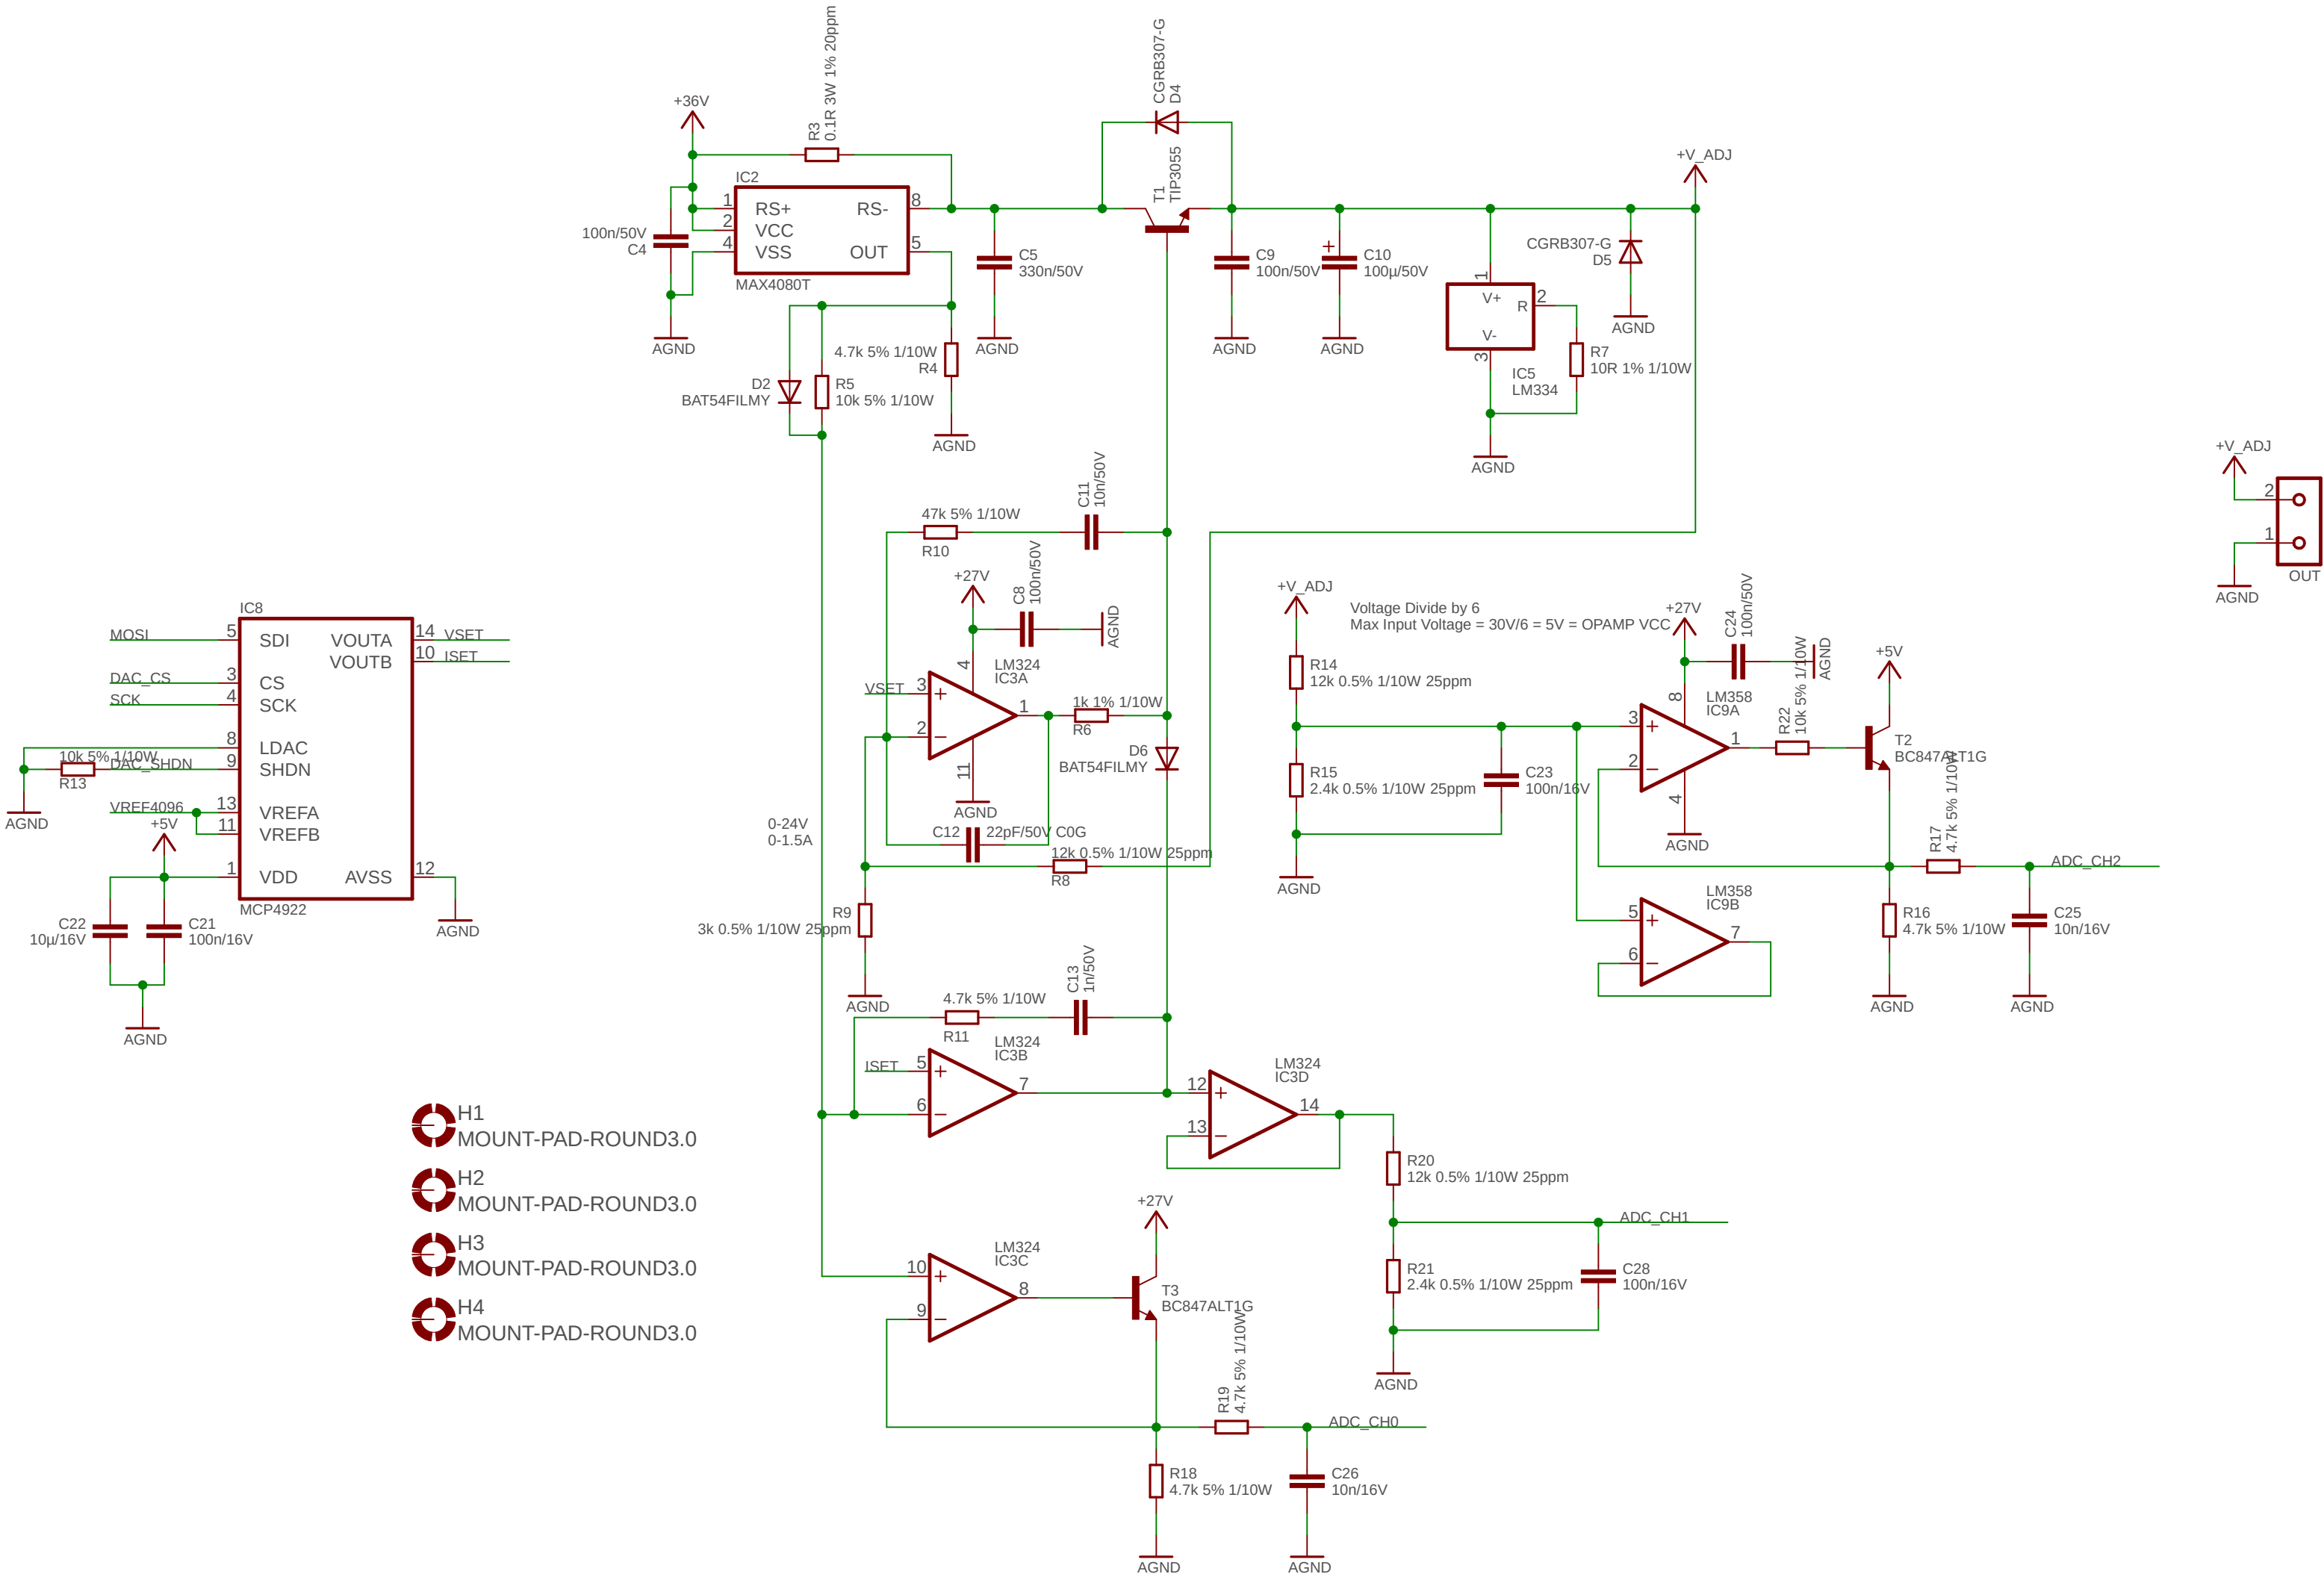 +36V
R3
0.1R 3W 1% 20ppm
IC2
1
RS+
RS-
8
2
VCC
4
VSS
OUT
5
MAX4080T
100n/50V
C4
AGND
C5
330n/50V
AGND
CGRB307-G
D4
T1
TIP3055
C9
100n/50V
AGND
+
C10
100µ/50V
AGND
1
V+
R
2
V-
3
IC5
LM334
R7
10R 1% 1/10W
AGND
CGRB307-G
D5
AGND
+V_ADJ
D2
BAT54FILMY
R5
10k 5% 1/10W
4.7k 5% 1/10W
R4
AGND
+V_ADJ
2
1
OUT
AGND
47k 5% 1/10W
R10
C11
10n/50V
+27V
C8
100n/50V
AGND
LM324
IC3A
4
VSET
3
+
2
−
1
11
AGND
1k 1% 1/10W
R6
D6
BAT54FILMY
C12
22pF/50V C0G
12k 0.5% 1/10W 25ppm
R8
0-24V
0-1.5A
R9
3k 0.5% 1/10W 25ppm
AGND
IC8
MOSI
5
SDI
VOUTA
14
VSET
VOUTB
10
ISET
DAC_CS
3
CS
SCK
4
SCK
8
LDAC
10k 5% 1/10W
R13
DAC_SHDN
9
SHDN
AGND
VREF4096
13
VREFA
11
VREFB
+5V
1
VDD
AVSS
12
MCP4922
AGND
C22
10µ/16V
C21
100n/16V
AGND
+V_ADJ
Voltage Divide by 6
Max Input Voltage = 30V/6 = 5V = OPAMP VCC
R14
12k 0.5% 1/10W 25ppm
R15
2.4k 0.5% 1/10W 25ppm
C23
100n/16V
AGND
+27V
C24
100n/50V
AGND
LM358
IC9A
8
3
+
2
−
1
4
AGND
R22
10k 5% 1/10W
+5V
T2
BC847ALT1G
R17
4.7k 5% 1/10W
ADC_CH2
R16
4.7k 5% 1/10W
AGND
C25
10n/16V
AGND
LM358
IC9B
5
+
6
−
7
4.7k 5% 1/10W
R11
C13
1n/50V
LM324
IC3B
ISET
5
+
6
−
7
LM324
IC3D
12
+
13
−
14
R20
12k 0.5% 1/10W 25ppm
ADC_CH1
R21
2.4k 0.5% 1/10W 25ppm
C28
100n/16V
AGND
H1
MOUNT-PAD-ROUND3.0
H2
MOUNT-PAD-ROUND3.0
H3
MOUNT-PAD-ROUND3.0
H4
MOUNT-PAD-ROUND3.0
+27V
LM324
IC3C
10
+
9
−
8
T3
BC847ALT1G
R19
4.7k 5% 1/10W
ADC_CH0
R18
4.7k 5% 1/10W
AGND
C26
10n/16V
AGND